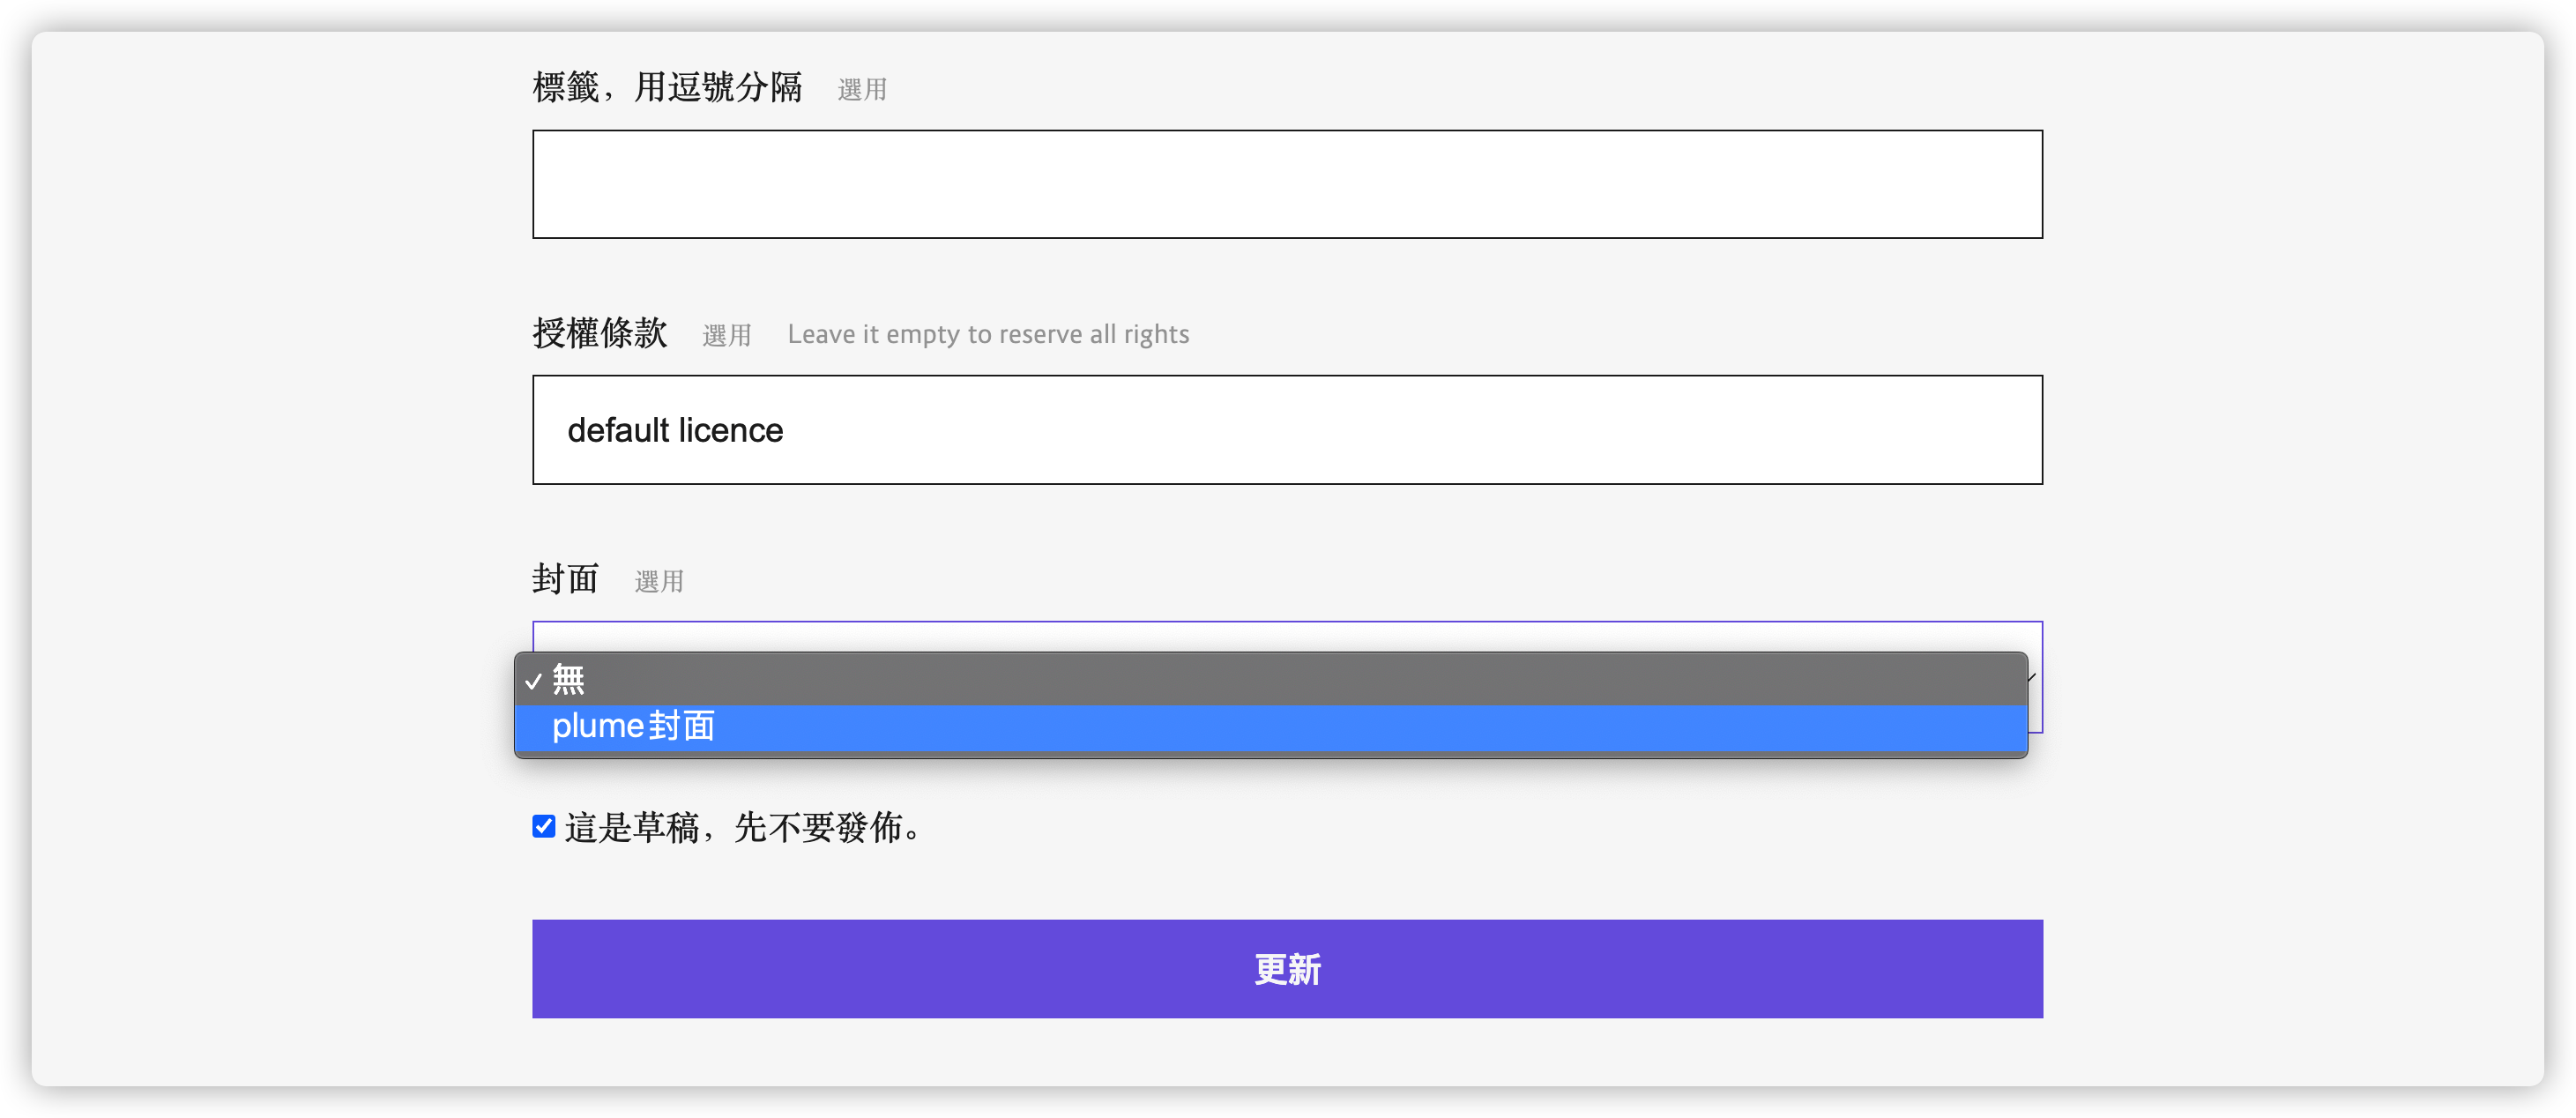 標籤，用逗號分隔 選用
授權條款 選用 Leave it empty to reserve all rights
default licence
封面 選用
✓ 無
plume封面
這是草稿，先不要發佈。
更新